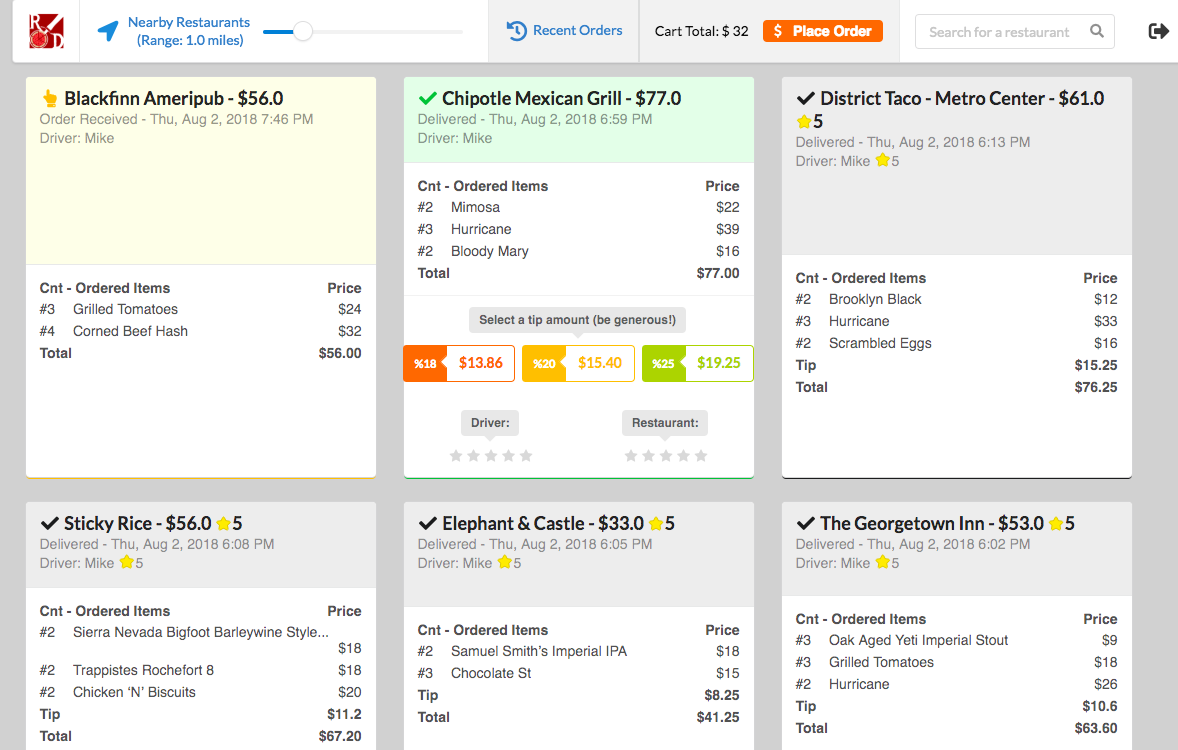 R D
Nearby Restaurants
(Range: 1.0 miles)
Recent Orders
Cart Total: $ 32
$ Place Order
Search for a restaurant
Blackfinn Ameripub - $56.0
Order Received - Thu, Aug 2, 2018 7:46 PM
Driver: Mike
Cnt - Ordered Items Price
#3 Grilled Tomatoes $24
#4 Corned Beef Hash $32
Total $56.00
Chipotle Mexican Grill - $77.0
Delivered - Thu, Aug 2, 2018 6:59 PM
Driver: Mike
Cnt - Ordered Items Price
#2 Mimosa $22
#3 Hurricane $39
#2 Bloody Mary $16
Total $77.00
Select a tip amount (be generous!)
%18 $13.86 %20 $15.40 %25 $19.25
Driver: Restaurant:
District Taco - Metro Center - $61.0
5
Delivered - Thu, Aug 2, 2018 6:13 PM
Driver: Mike 5
Cnt - Ordered Items Price
#2 Brooklyn Black $12
#3 Hurricane $33
#2 Scrambled Eggs $16
Tip $15.25
Total $76.25
Sticky Rice - $56.0 5
Delivered - Thu, Aug 2, 2018 6:08 PM
Driver: Mike 5
Cnt - Ordered Items Price
#2 Sierra Nevada Bigfoot Barleywine Style...
$18
#2 Trappistes Rochefort 8 $18
#2 Chicken ‘N’ Biscuits $20
Tip $11.2
Total $67.20
Elephant & Castle - $33.0 5
Delivered - Thu, Aug 2, 2018 6:05 PM
Driver: Mike 5
Cnt - Ordered Items Price
#2 Samuel Smith’s Imperial IPA $18
#3 Chocolate St $15
Tip $8.25
Total $41.25
The Georgetown Inn - $53.0 5
Delivered - Thu, Aug 2, 2018 6:02 PM
Driver: Mike 5
Cnt - Ordered Items Price
#3 Oak Aged Yeti Imperial Stout $9
#3 Grilled Tomatoes $18
#2 Hurricane $26
Tip $10.6
Total $63.60